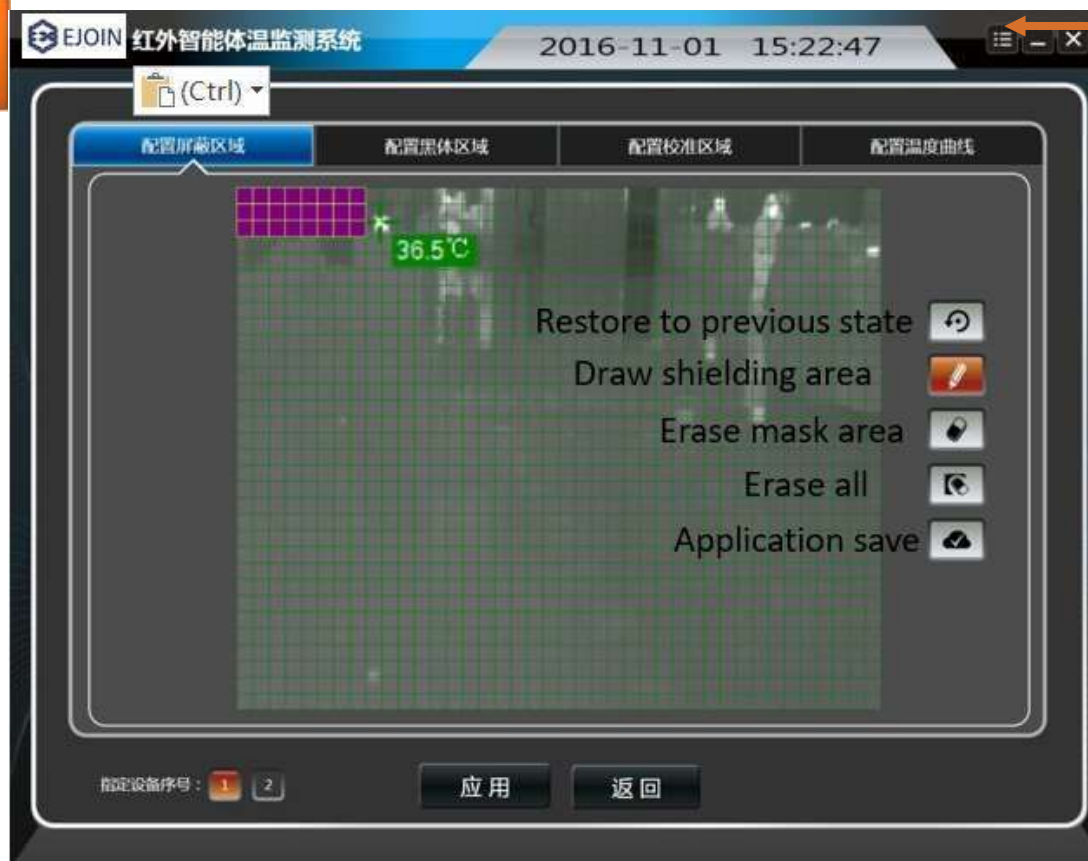 EJOIN 红外智能体温监测系统
2016-11-01 15:22:47
(Ctrl)
配置屏蔽区域
配置黑体区域
配置校准区域
配置温度曲线
36.5℃
Restore to previous state
Draw shielding area
Erase mask area
Erase all
Application save
指定设备序号: 1 2
应用
返回